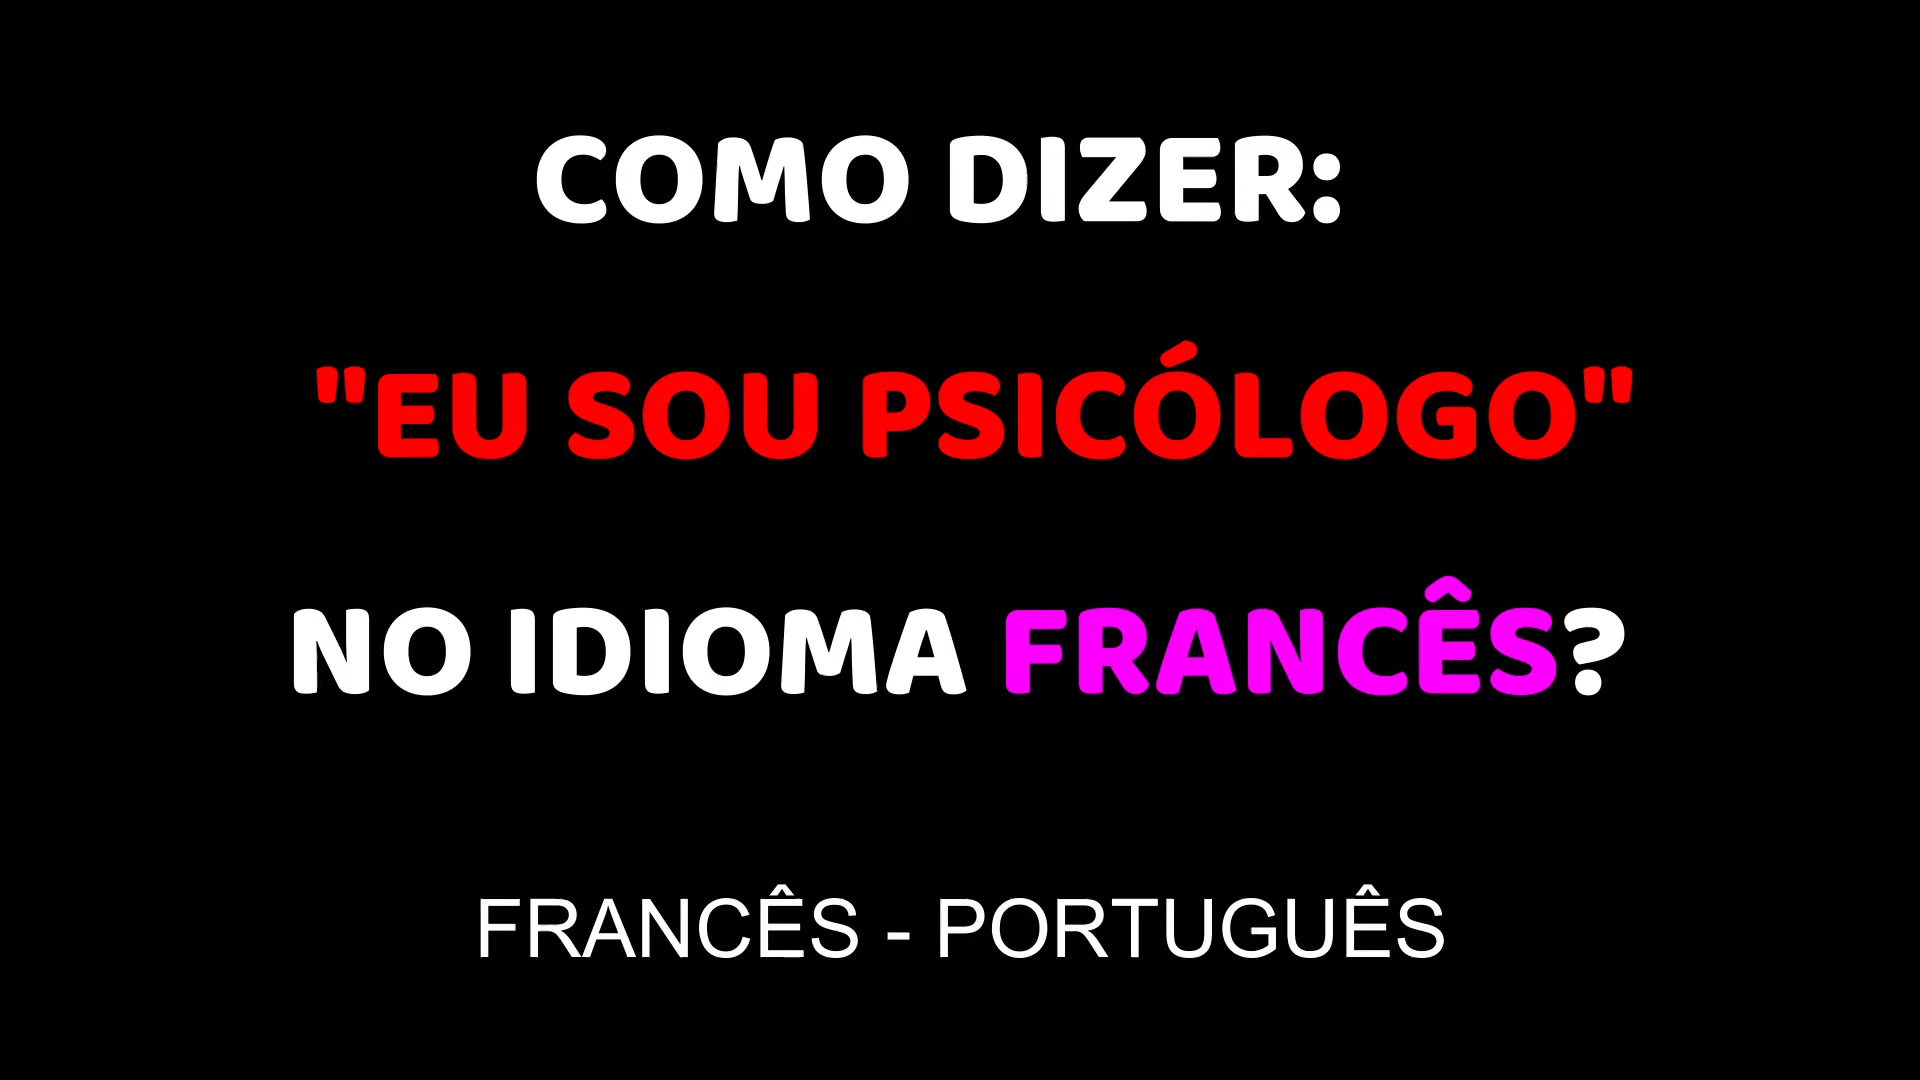 COMO DIZER:
"EU SOU PSICÓLOGO"
NO IDIOMA FRANCÊS?
FRANCÊS - PORTUGUÊS